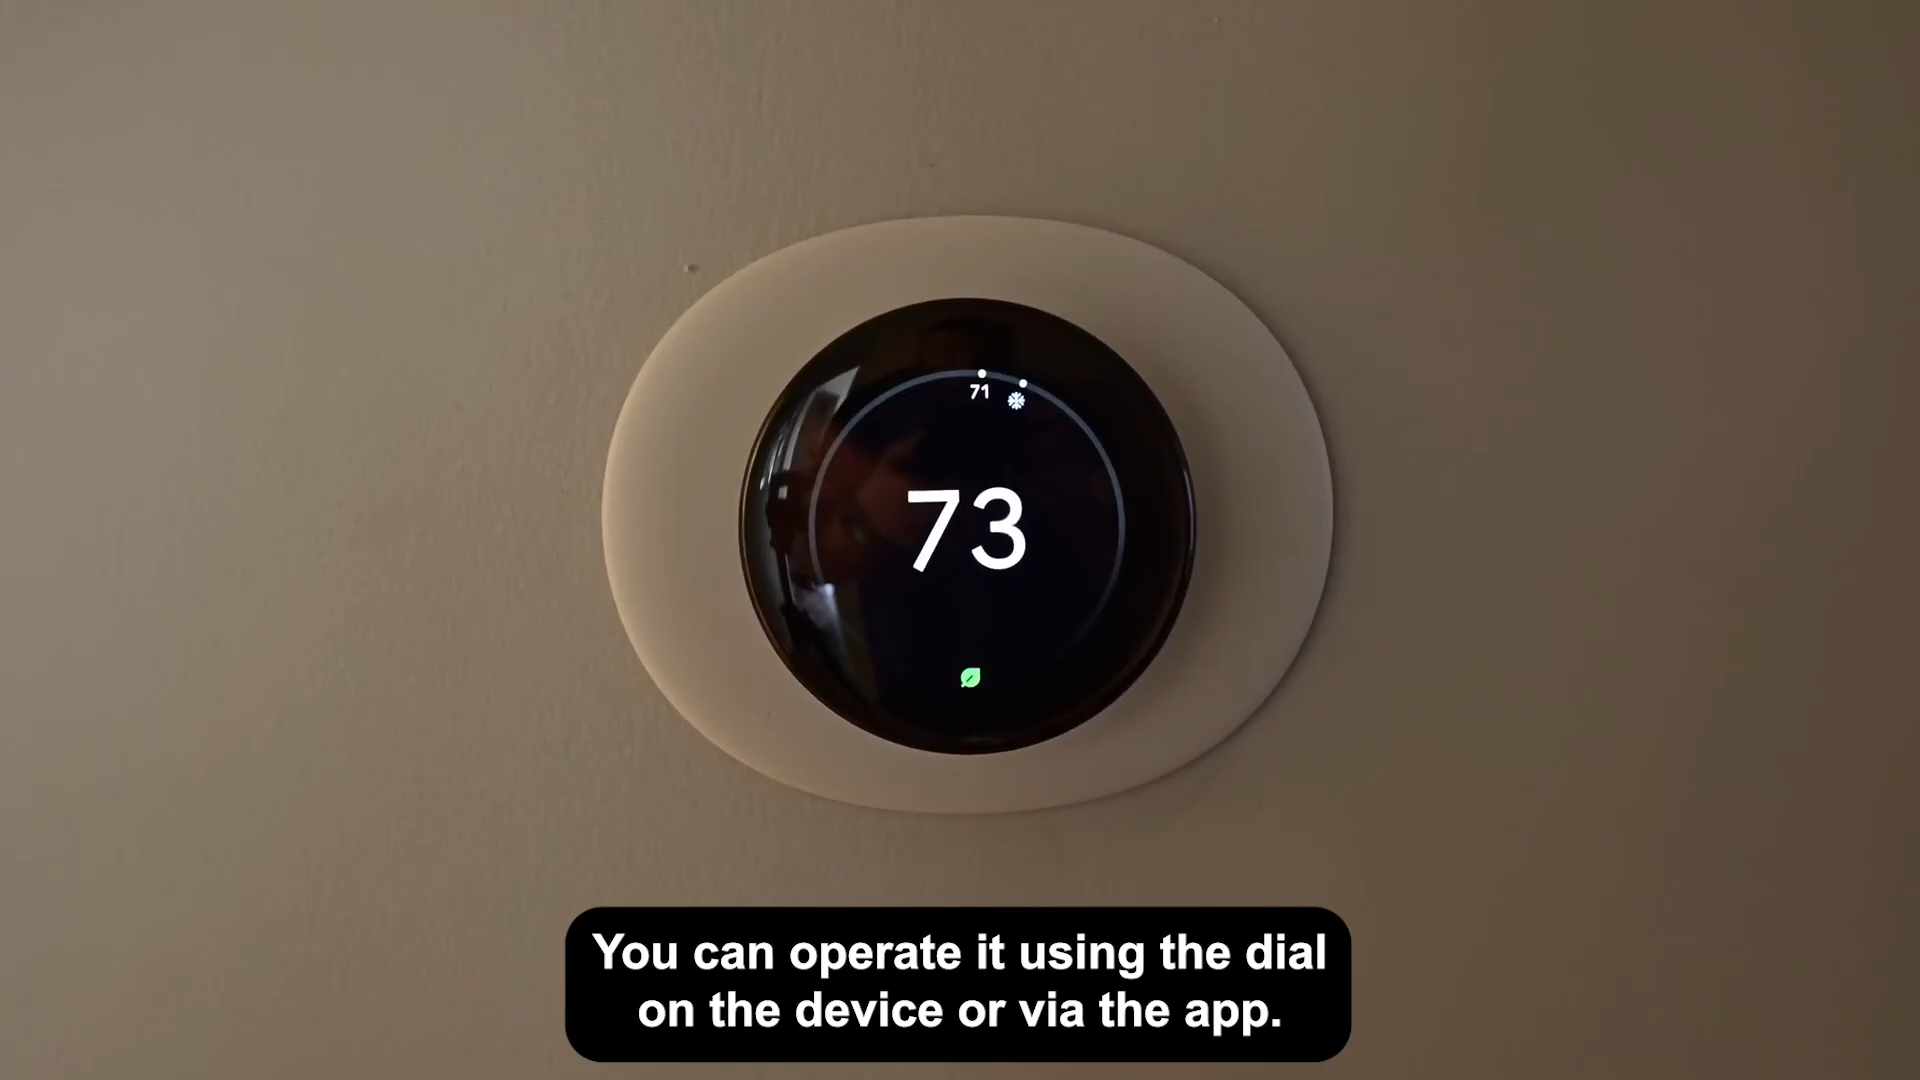 71
73
You can operate it using the dial
on the device or via the app.